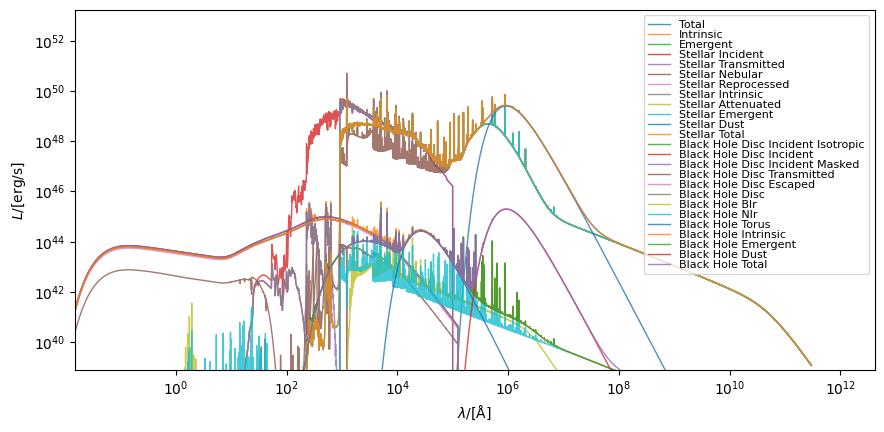 L/[erg/s]
10^52
10^50
10^48
10^46
10^44
10^42
10^40
Total
Intrinsic
Emergent
Stellar Incident
Stellar Transmitted
Stellar Nebular
Stellar Reprocessed
Stellar Intrinsic
Stellar Attenuated
Stellar Emergent
Stellar Dust
Stellar Total
Black Hole Disc Incident Isotropic
Black Hole Disc Incident
Black Hole Disc Incident Masked
Black Hole Disc Transmitted
Black Hole Disc Escaped
Black Hole Disc
Black Hole Blr
Black Hole Nlr
Black Hole Torus
Black Hole Intrinsic
Black Hole Emergent
Black Hole Dust
Black Hole Total
10^0 10^2 10^4 10^6 10^8 10^10 10^12
λ/[Å]